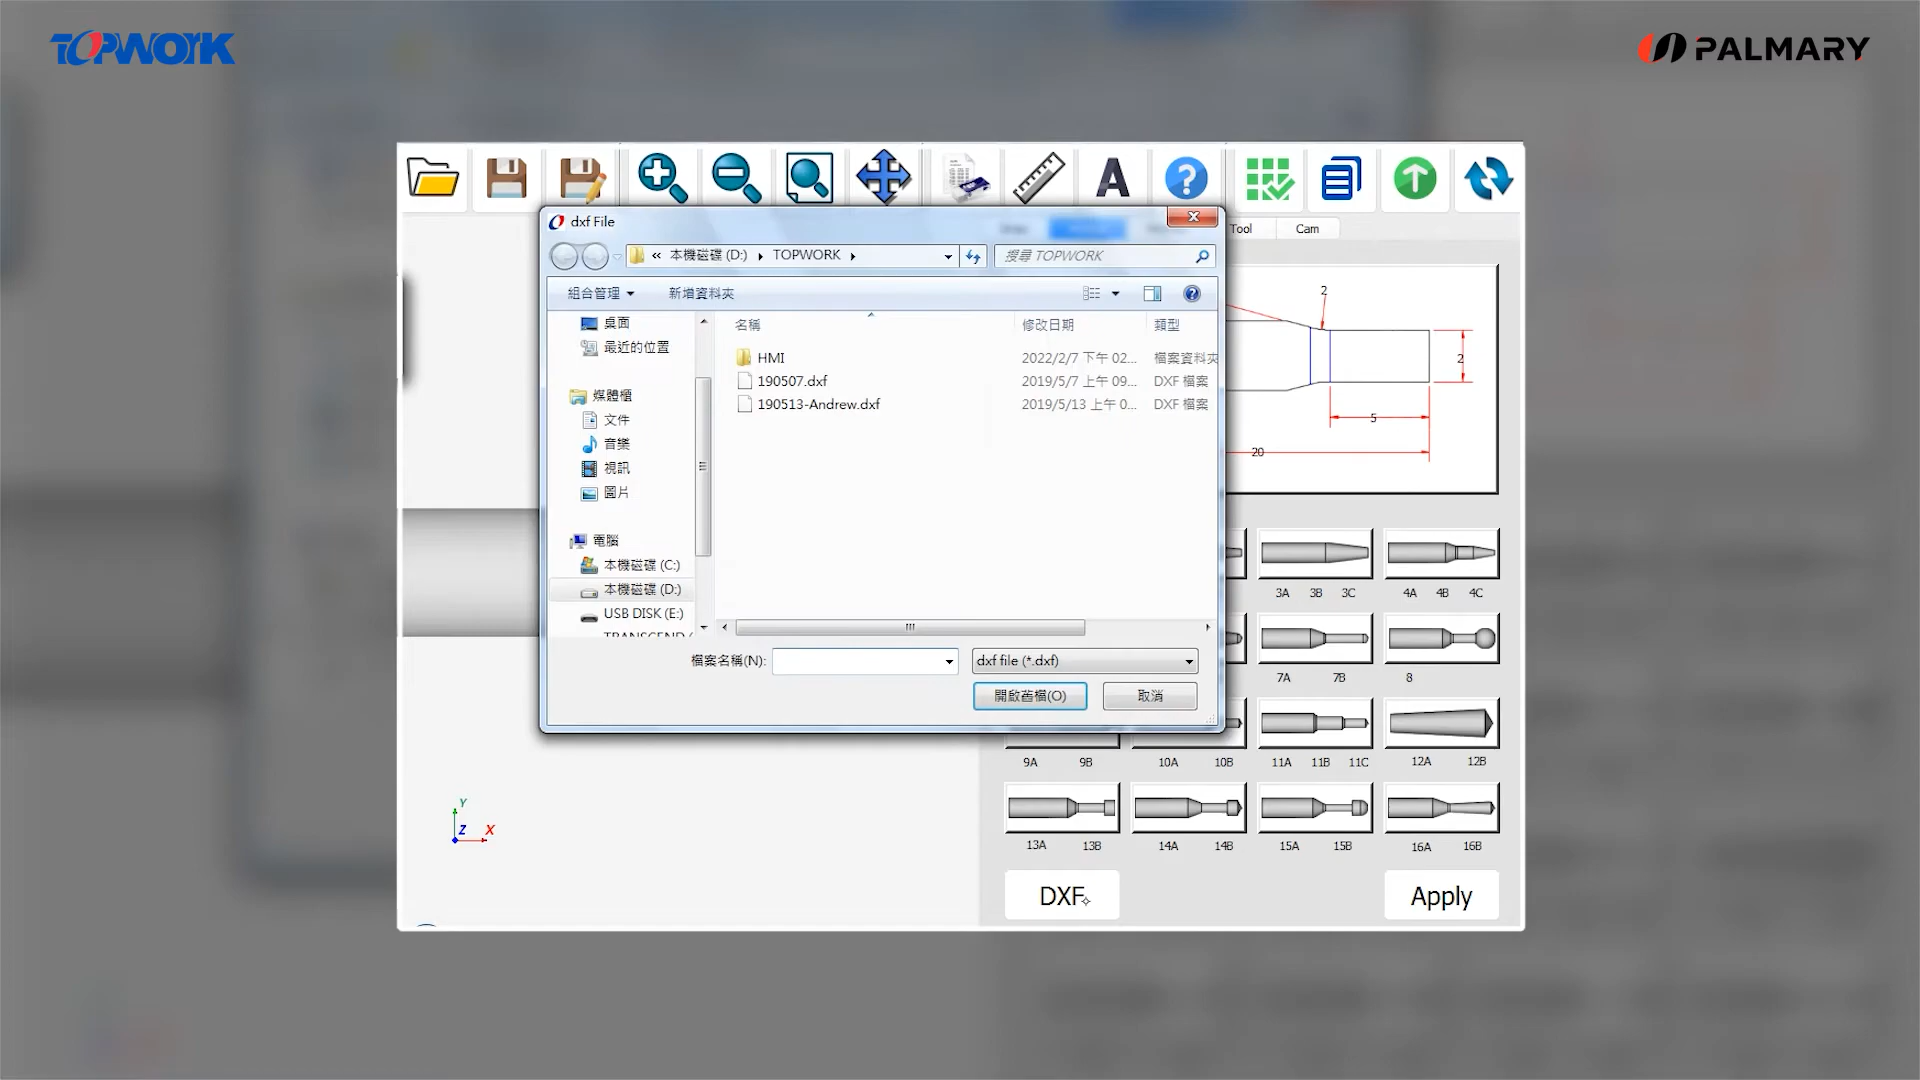 TOPWORK
PALMARY
A
?
dxf File
Tool
Cam
« 本機磁碟 (D:) TOPWORK
搜尋 TOPWORK
組合管理
新增資料夾
名稱
修改日期
類型
桌面
最近的位置
媒體櫃
文件
音樂
視訊
圖片
電腦
本機磁碟 (C:)
本機磁碟 (D:)
USB DISK (E:)
HMI 2022/2/7 下午 02... 檔案資料夾
190507.dxf 2019/5/7 上午 09... DXF 檔案
190513-Andrew.dxf 2019/5/13 上午 0... DXF 檔案
檔案名稱(N):
dxf file (*.dxf)
開啟舊檔(O)
取消
2
2
5
20
3A 3B 3C
4A 4B 4C
7A 7B
8
9A 9B
10A 10B
11A 11B 11C
12A 12B
13A 13B
14A 14B
15A 15B
16A 16B
Y
Z X
DXF
Apply